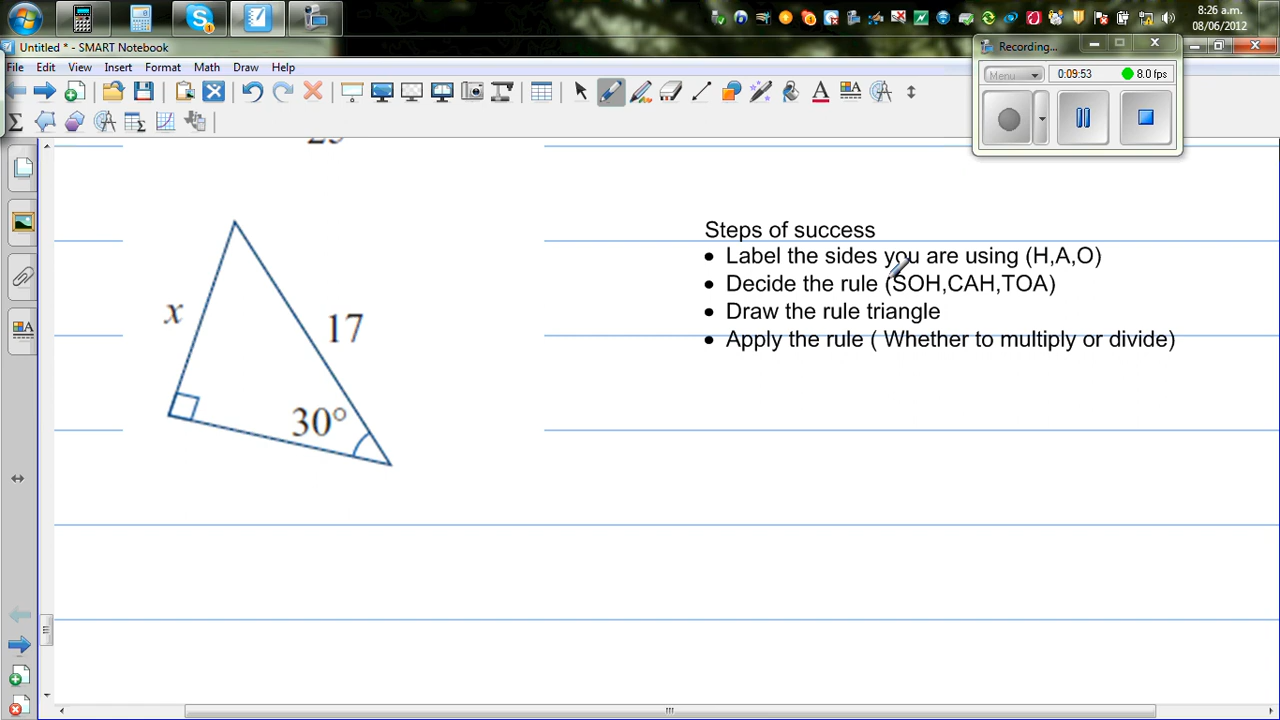 8:26 a.m.
08/06/2012
Untitled * - SMART Notebook
Recording...
File Edit View Insert Format Math Draw Help
Menu
0:09:53
8.0 fps
Steps of success
• Label the sides you are using (H,A,O)
• Decide the rule (SOH,CAH,TOA)
• Draw the rule triangle
• Apply the rule ( Whether to multiply or divide)
x
17
30°